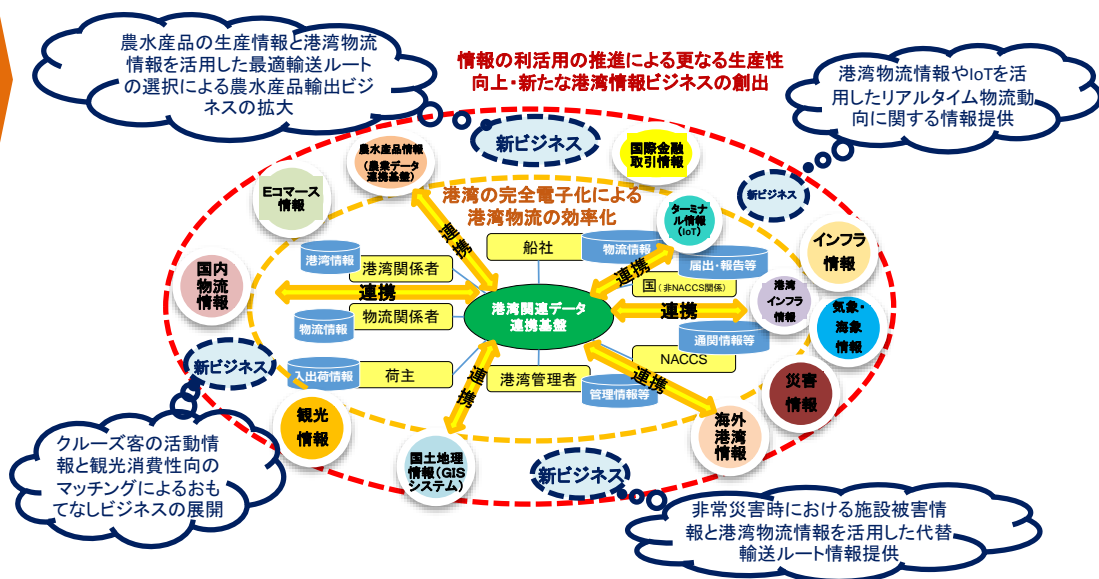 農水産品の生産情報と港湾物流
情報を活用した最適輸送ルート
の選択による農水産品輸出ビジ
ネスの拡大
情報の利活用の推進による更なる生産性
向上・新たな港湾情報ビジネスの創出
港湾物流情報やIoTを活
用したリアルタイム物流動
向に関する情報提供
新ビジネス
農水産品情報
(農業データ
連携基盤)
国際金融
取引情報
Eコマース
情報
新ビジネス
港湾の完全電子化による
港湾物流の効率化
ターミナ
ル情報
(IoT)
インフラ
情報
連携
船社
物流情報
港湾情報
港湾関係者
連携
届出・報告等
国(非NACCS関係)
国内
物流
情報
連携
港湾関連データ
連携基盤
連携
港湾
インフラ
情報
気象・
海象
情報
物流情報
物流関係者
通関情報等
NACCS
新ビジネス
入出荷情報
荷主
連携
港湾管理者
管理情報等
連携
災害
情報
観光
情報
海外
港湾
情報
国土地理
情報(GIS
システム)
新ビジネス
クルーズ客の活動情
報と観光消費性向の
マッチングによるおも
てなしビジネスの展開
非常災害時における施設被害情
報と港湾物流情報を活用した代替
輸送ルート情報提供